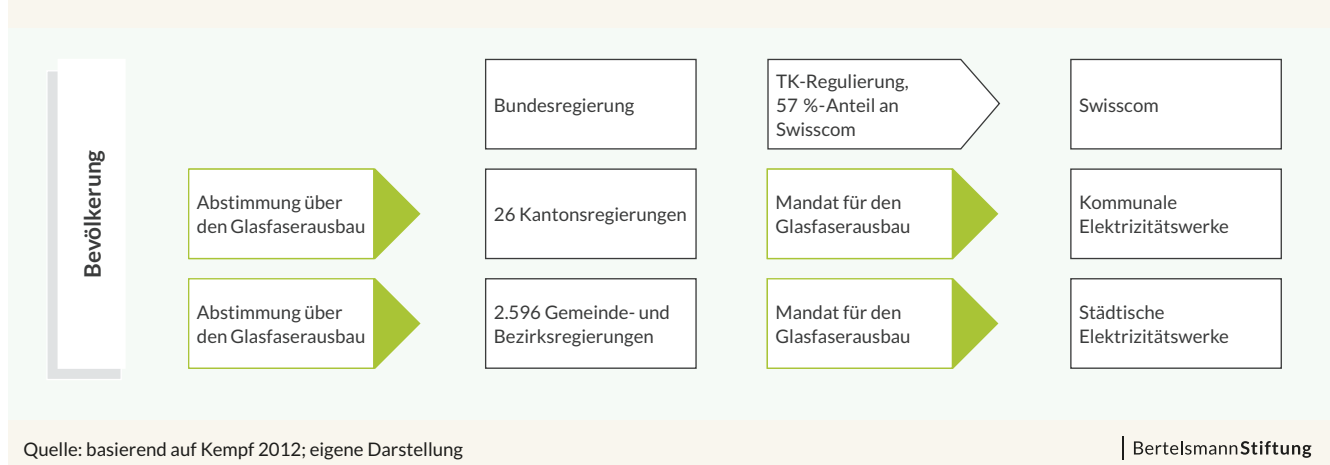 Bevölkerung
Bundesregierung
TK-Regulierung,
57 %-Anteil an
Swisscom
Swisscom
Abstimmung über
den Glasfaserausbau
26 Kantonsregierungen
Mandat für den
Glasfaserausbau
Kommunale
Elektrizitätswerke
Abstimmung über
den Glasfaserausbau
2.596 Gemeinde- und
Bezirksregierungen
Mandat für den
Glasfaserausbau
Städtische
Elektrizitätswerke
Quelle: basierend auf Kempf 2012; eigene Darstellung
BertelsmannStiftung